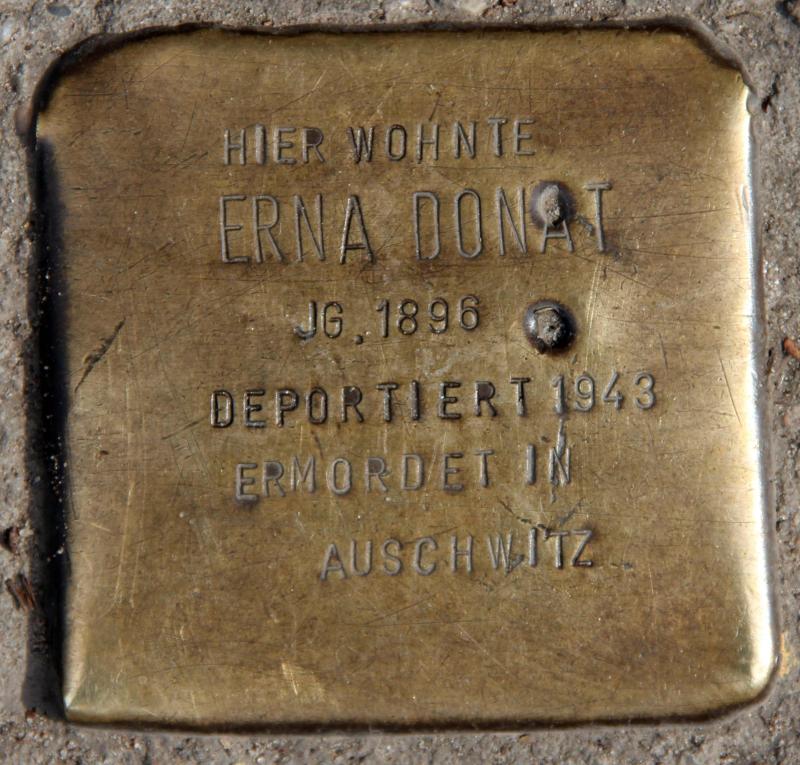 HIER WOHNTE
ERNA DONAT
JG. 1896
DEPORTIERT 1943
ERMORDET IN
AUSCHWITZ